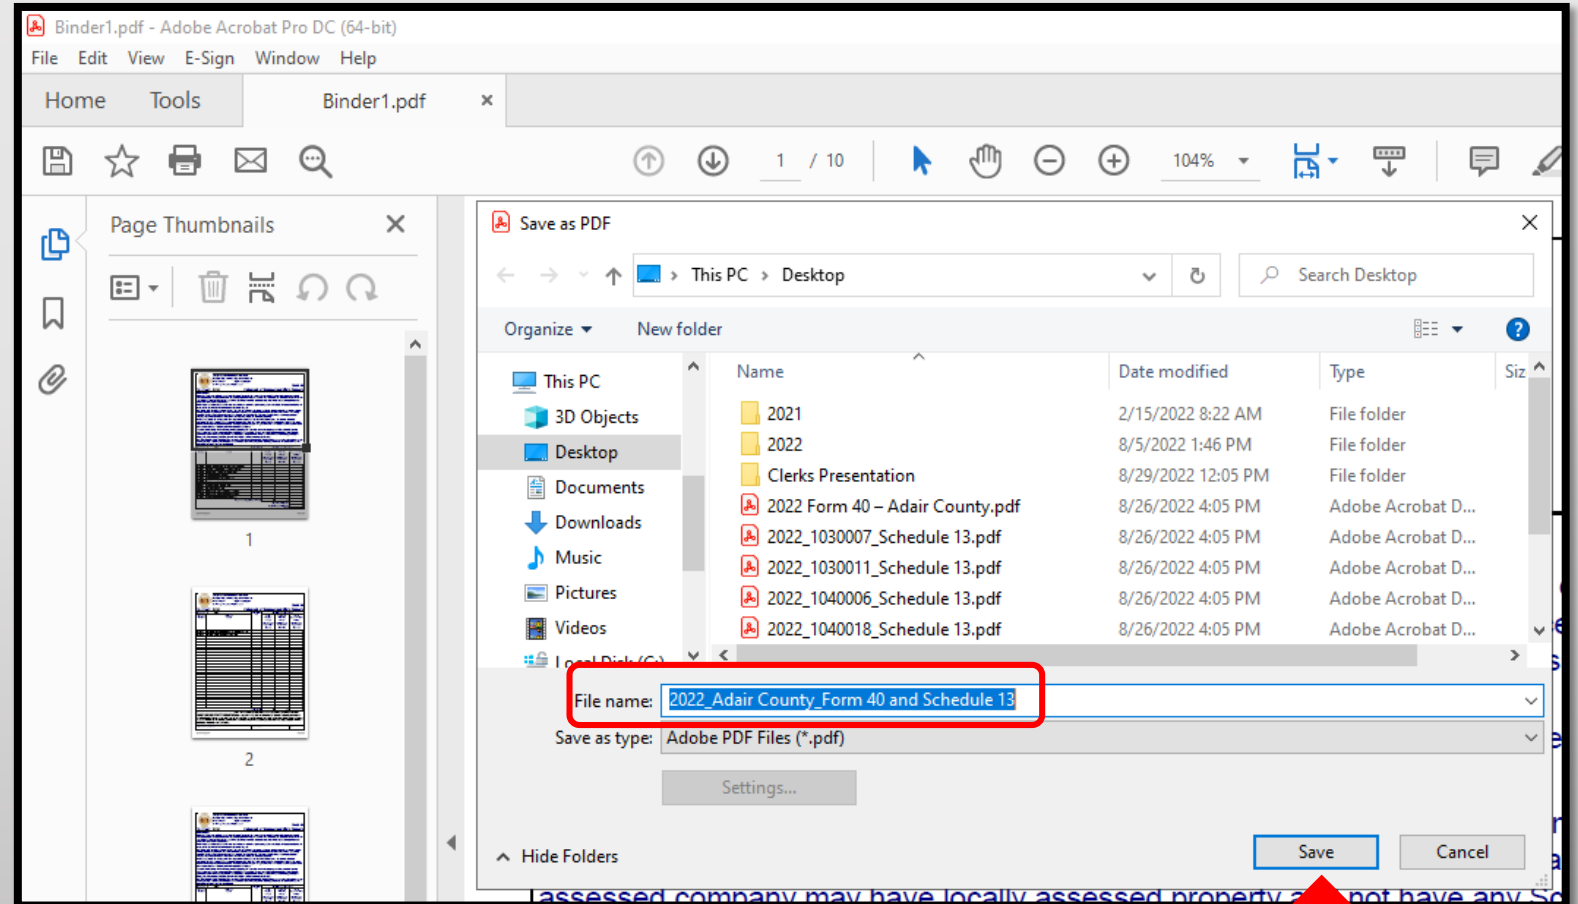 Binder1.pdf - Adobe Acrobat Pro DC (64-bit)
File Edit View E-Sign Window Help
Home Tools Binder1.pdf ×
1 / 10 104%
Page Thumbnails
1
2
Save as PDF
This PC > Desktop
Search Desktop
Organize New folder
This PC
3D Objects
Desktop
Documents
Downloads
Music
Pictures
Videos
Local Disk (C:)
Name Date modified Type Siz
2021 2/15/2022 8:22 AM File folder
2022 8/5/2022 1:46 PM File folder
Clerks Presentation 8/29/2022 12:05 PM File folder
2022 Form 40 – Adair County.pdf 8/26/2022 4:05 PM Adobe Acrobat D...
2022_1030007_Schedule 13.pdf 8/26/2022 4:05 PM Adobe Acrobat D...
2022_1030011_Schedule 13.pdf 8/26/2022 4:05 PM Adobe Acrobat D...
2022_1040006_Schedule 13.pdf 8/26/2022 4:05 PM Adobe Acrobat D...
2022_1040018_Schedule 13.pdf 8/26/2022 4:05 PM Adobe Acrobat D...
File name: 2022_Adair County_Form 40 and Schedule 13
Save as type: Adobe PDF Files (*.pdf)
Settings...
Hide Folders
Save Cancel
assessed company may have locally assessed property not have any